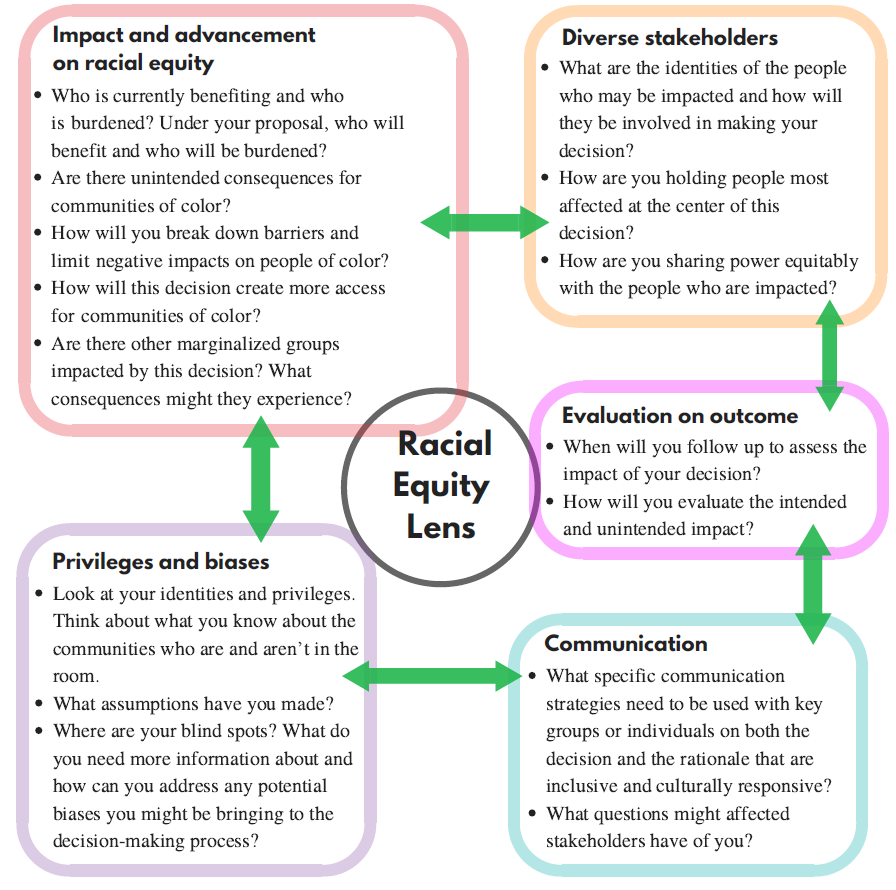 Impact and advancement
on racial equity
• Who is currently benefiting and who
is burdened? Under your proposal, who will
benefit and who will be burdened?
• Are there unintended consequences for
communities of color?
• How will you break down barriers and
limit negative impacts on people of color?
• How will this decision create more access
for communities of color?
• Are there other marginalized groups
impacted by this decision? What
consequences might they experience?
Diverse stakeholders
• What are the identities of the people
who may be impacted and how will
they be involved in making your
decision?
• How are you holding people most
affected at the center of this
decision?
• How are you sharing power equitably
with the people who are impacted?
Racial
Equity
Lens
Evaluation on outcome
• When will you follow up to assess the
impact of your decision?
• How will you evaluate the intended
and unintended impact?
Privileges and biases
• Look at your identities and privileges.
Think about what you know about the
communities who are and aren't in the
room.
• What assumptions have you made?
• Where are your blind spots? What do
you need more information about and
how can you address any potential
biases you might be bringing to the
decision-making process?
Communication
• What specific communication
strategies need to be used with key
groups or individuals on both the
decision and the rationale that are
inclusive and culturally responsive?
• What questions might affected
stakeholders have of you?